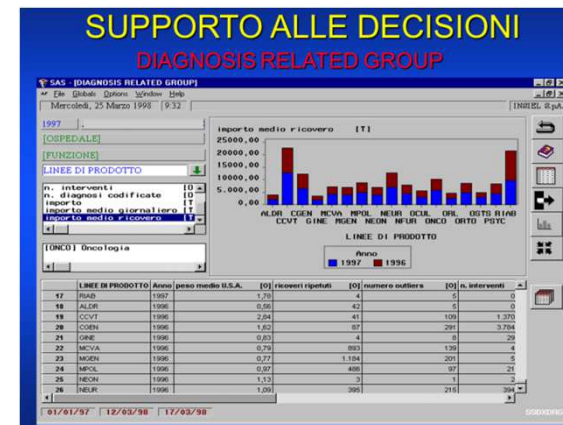 SUPPORTO ALLE DECISIONI
DIAGNOSIS RELATED GROUP
SAS - [DIAGNOSIS RELATED GROUP]
File Globals Options Window Help
Mercoledi, 25 Marzo 1998 9:32
1997
[OSPEDALE]
[FUNZIONE]
LINEE DI PRODOTTO
n. interventi [O
n. diagnosi codificate [O
importo [T
importo medio giornaliero [T
importo medio ricovero [T
[ONCO] Oncologia
importo medio ricovero [T]
25000,00
20000,00
15000,00
10000,00
5.000,00
0,00
ALDR CGEN MCVA MPOL NEUR OCUL ORL OSTS RIAB
CCVT GINE MGEN NEON NFUR ONCO ORTO PSYC
LINEE DI PRODOTTO
Anno
1997 1996
LINEE DI PRODOTTO Anno peso medio U.S.A. [O] ricoveri ripetuti [O] numero outliers [O] n. interventi
17 RIAB 1997 1,78 4 5 0
18 ALDR 1996 0,56 42 5 0
19 CCVT 1996 2,84 41 109 1.370
20 CGEN 1996 1,62 87 291 3.784
21 GINE 1996 0,83 4 8 29
22 MCVA 1996 0,79 893 139 4
23 MGEN 1996 0,77 1.184 201 5
24 MPOL 1996 0,97 486 97 21
25 NEON 1996 1,13 3 1 2
26 NEUR 1996 1,09 395 215 394
01/01/97 12/03/98 17/03/98